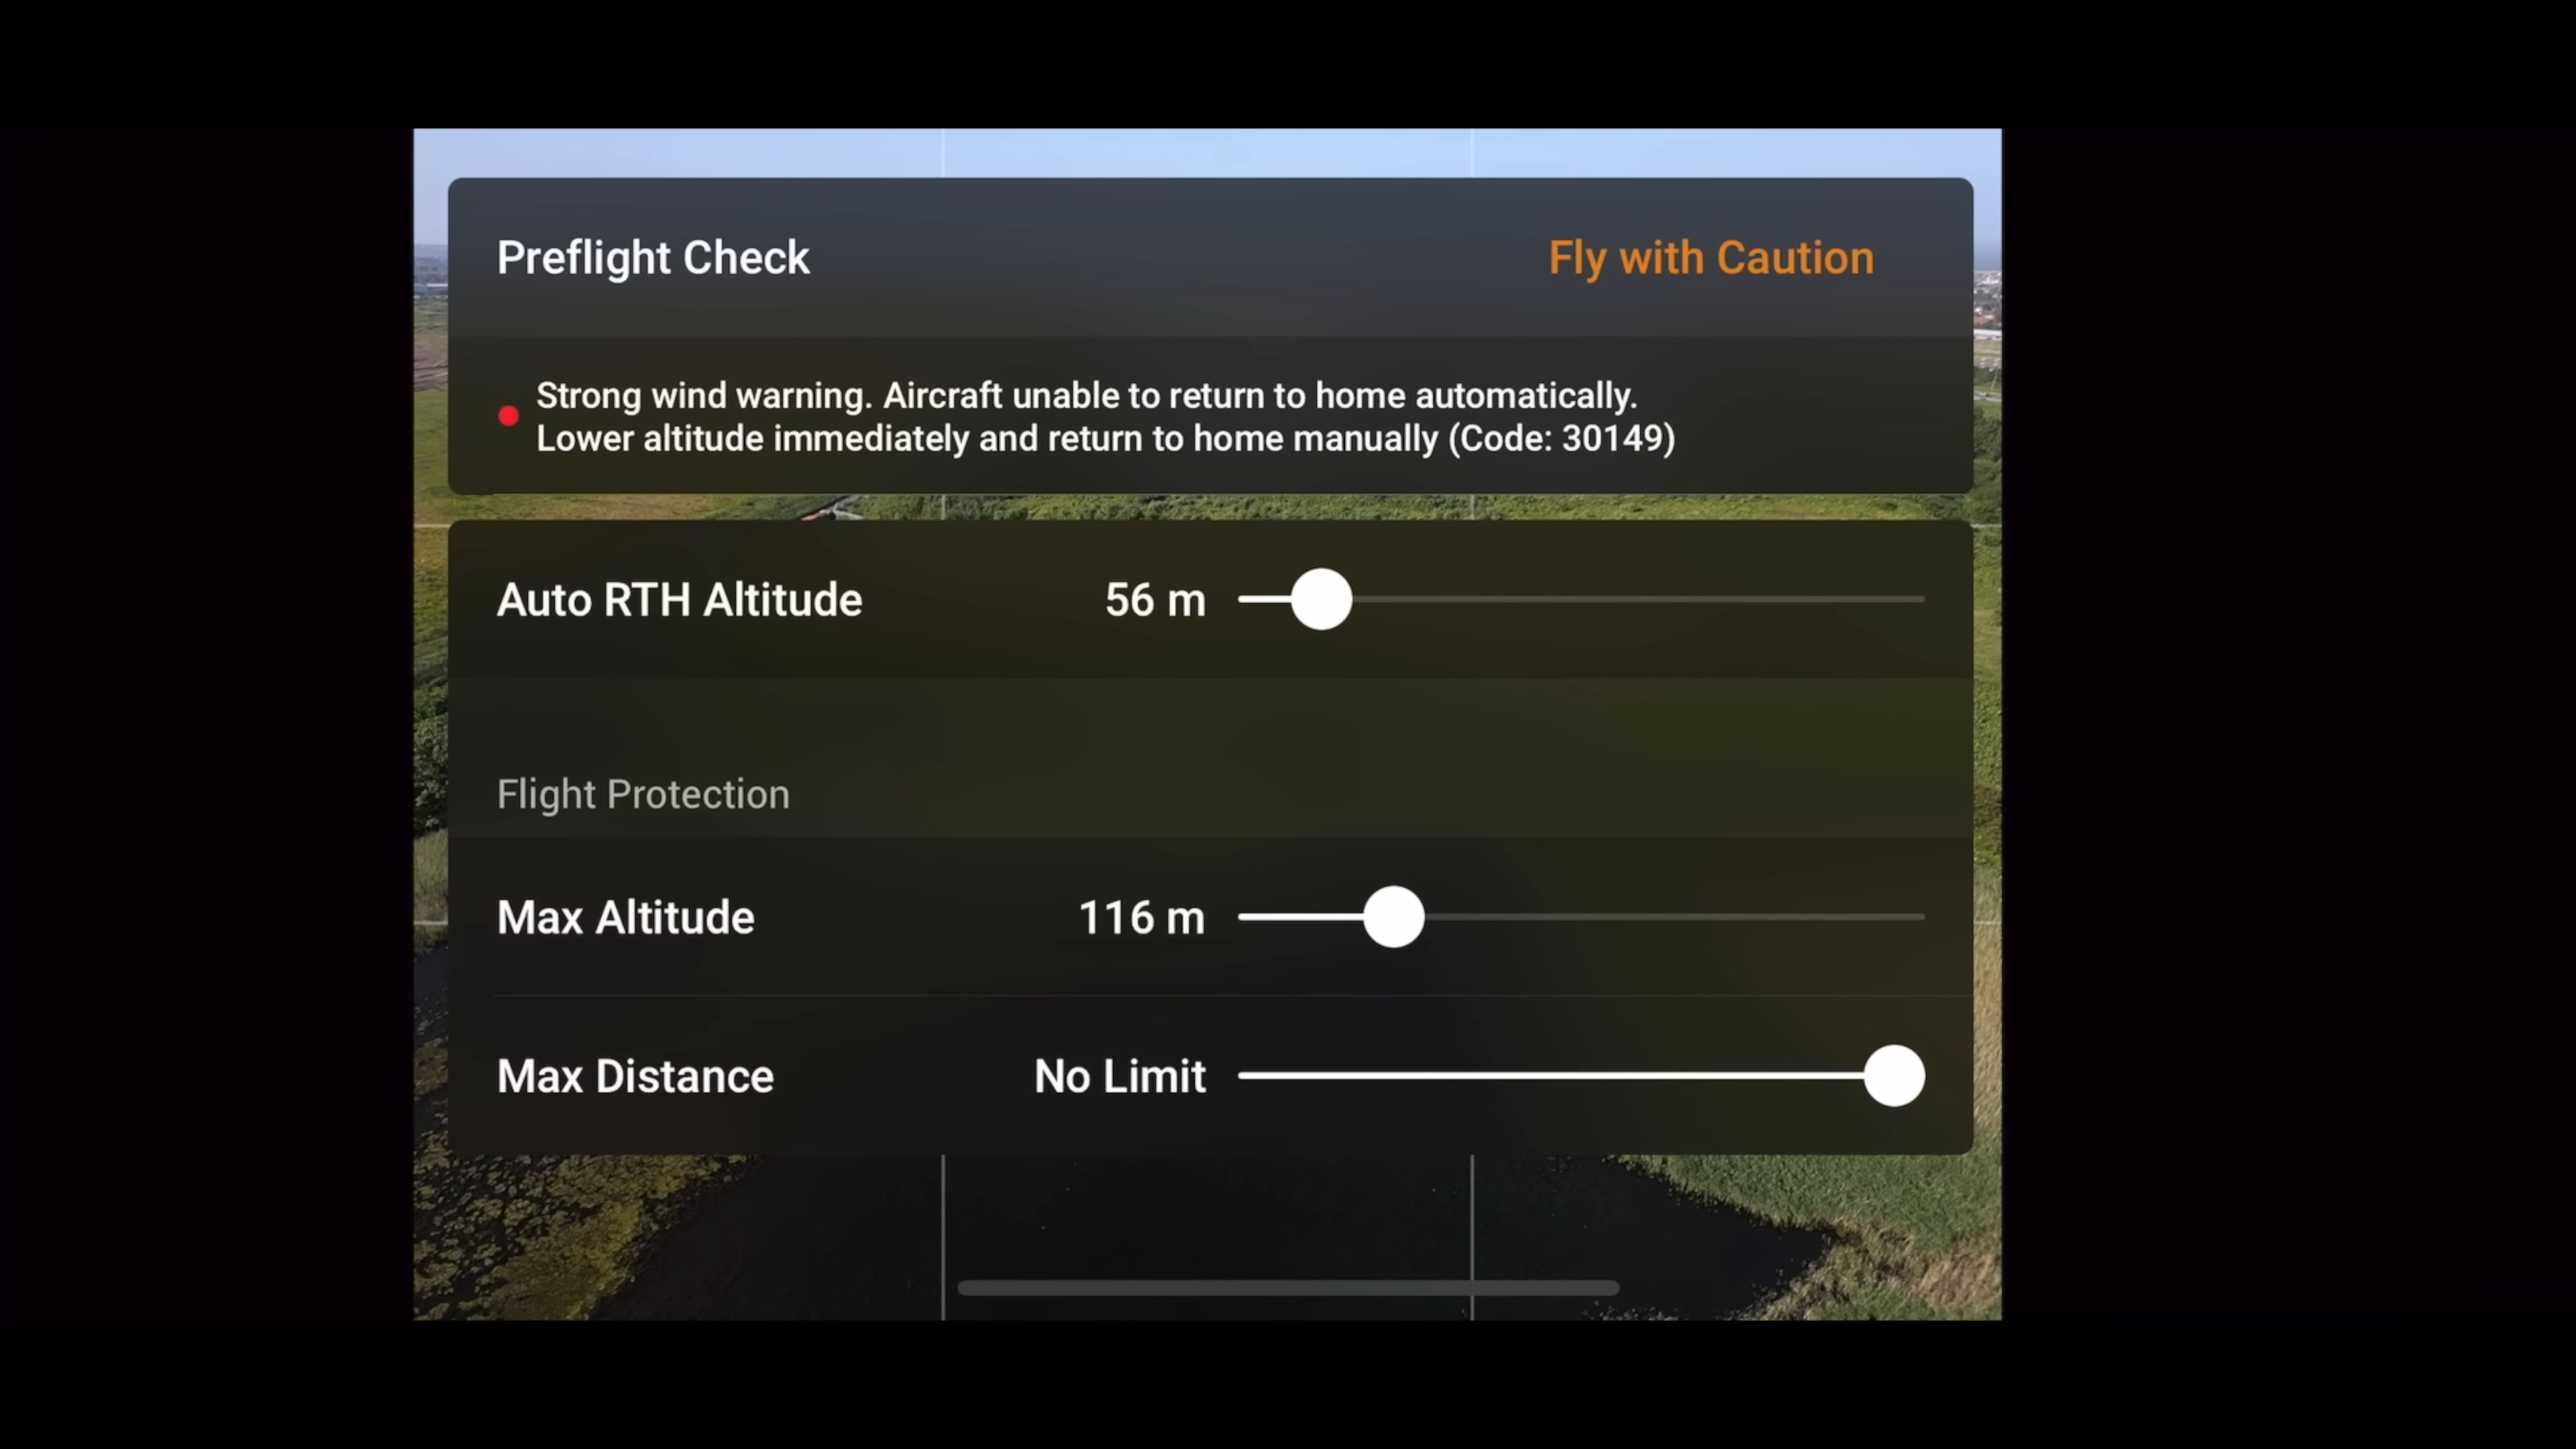 Preflight Check
Fly with Caution
Strong wind warning. Aircraft unable to return to home automatically.
Lower altitude immediately and return to home manually (Code: 30149)
Auto RTH Altitude
56 m
Flight Protection
Max Altitude
116 m
Max Distance
No Limit